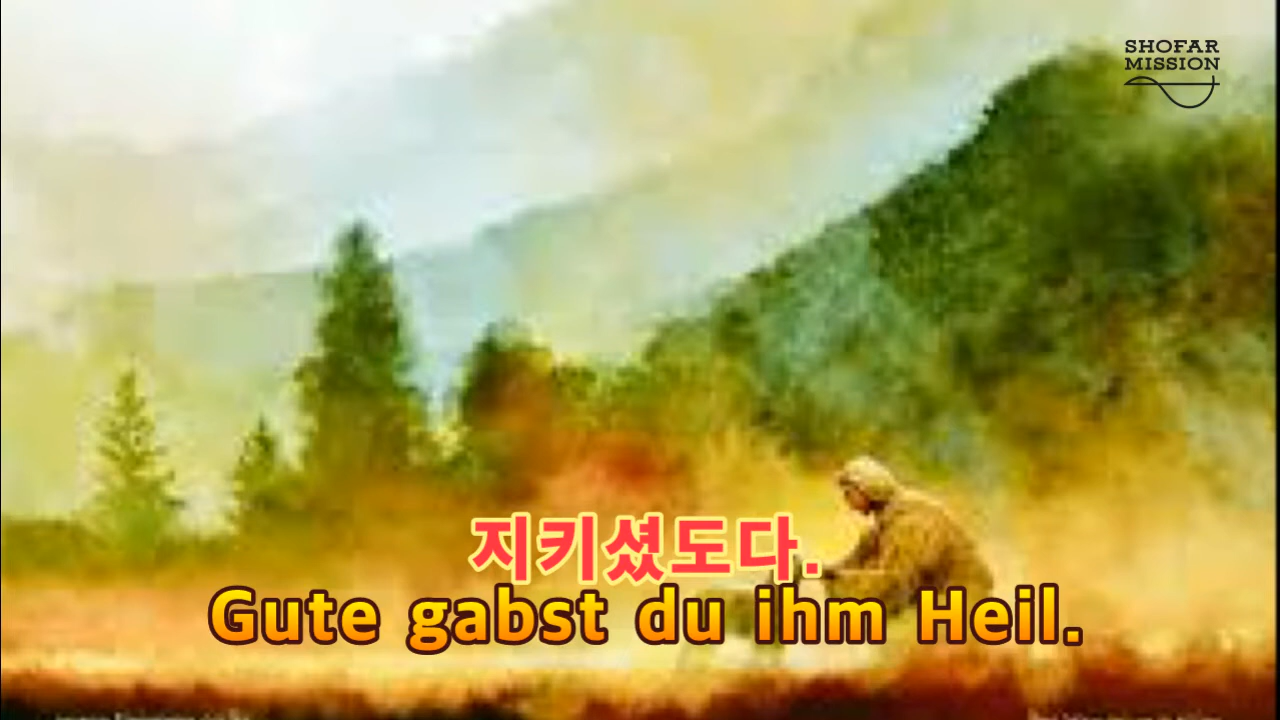 SHOFAR
MISSION
지키셨도다.
Gute gabst du ihm Heil.